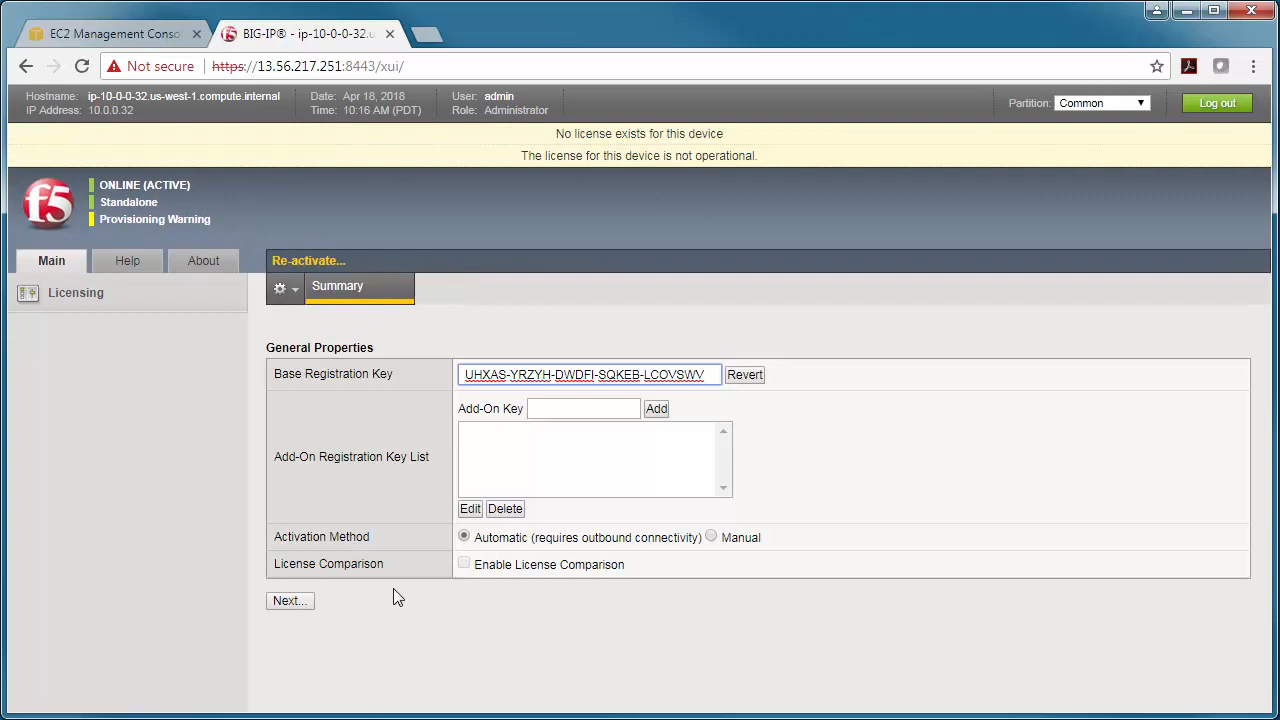 EC2 Management Consol
BIG-IP® - ip-10-0-0-32.u
Not secure https://13.56.217.251:8443/xui/
Hostname: ip-10-0-0-32.us-west-1.compute.internal Date: Apr 18, 2018 User: admin
IP Address: 10.0.0.32 Time: 10:16 AM (PDT) Role: Administrator
Partition: Common Log out
No license exists for this device
The license for this device is not operational.
f5
ONLINE (ACTIVE)
Standalone
Provisioning Warning
Main Help About
Re-activate...
Licensing
Summary
General Properties
Base Registration Key UHXAS-YRZYH-DWDFI-SQKEB-LCOVSWV Revert
Add-On Key Add
Add-On Registration Key List
Edit Delete
Activation Method Automatic (requires outbound connectivity) Manual
License Comparison Enable License Comparison
Next...